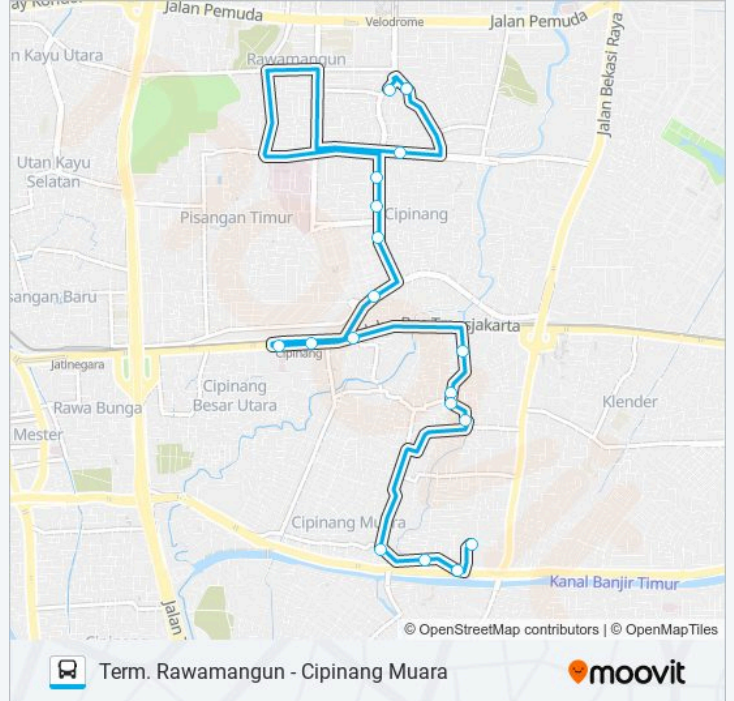 Jalan Pemuda
Velodrome
Jalan Pemuda
n Kayu Utara
Rawamangun
Jalan Bekasi Raya
Utan Kayu
Selatan
Pisangan Timur
Cipinang
sangan Baru
sjakarta
Cipinang
Jatinegara
Cipinang
Besar Utara
Rawa Bunga
Klender
Mester
Cipinang Muara
Kanal Banjir Timur
Jalan
© OpenStreetMap contributors | © OpenMapTiles
Term. Rawamangun - Cipinang Muara
moovit